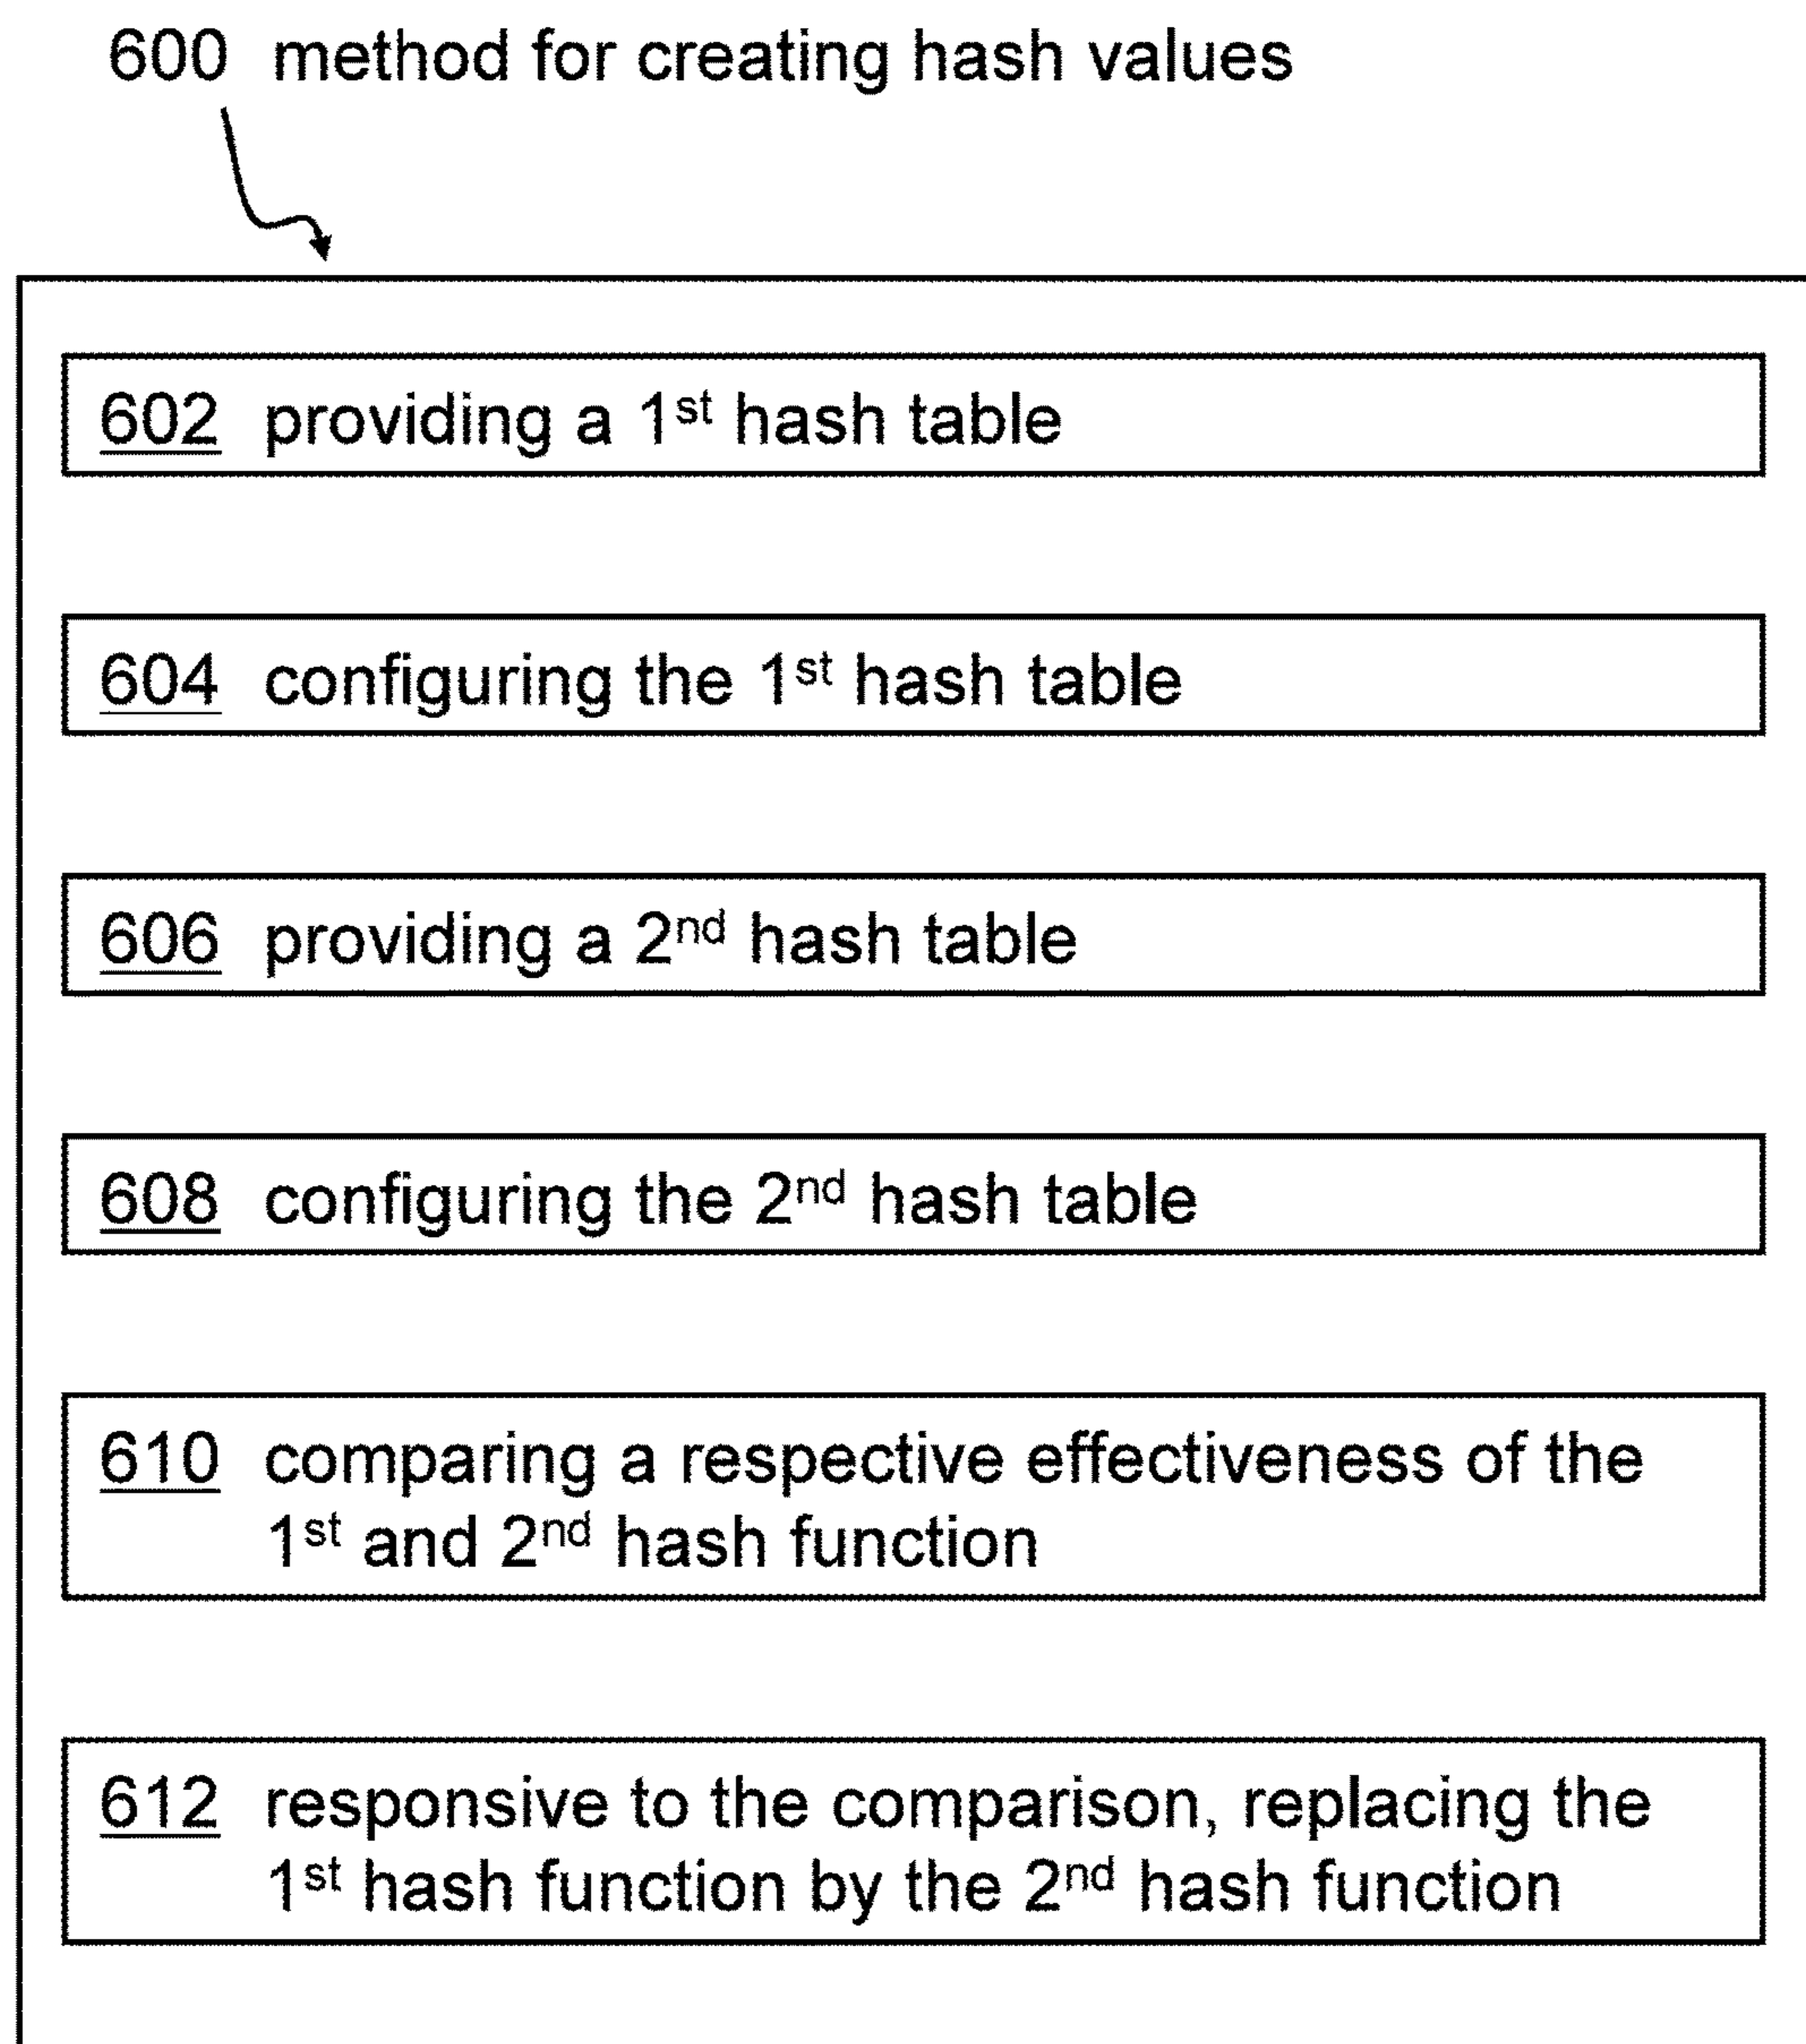 600 method for creating hash values
602 providing a 1st hash table
604 configuring the 1st hash table
606 providing a 2nd hash table
608 configuring the 2nd hash table
610 comparing a respective effectiveness of the
1st and 2nd hash function
612 responsive to the comparison, replacing the
1st hash function by the 2nd hash function